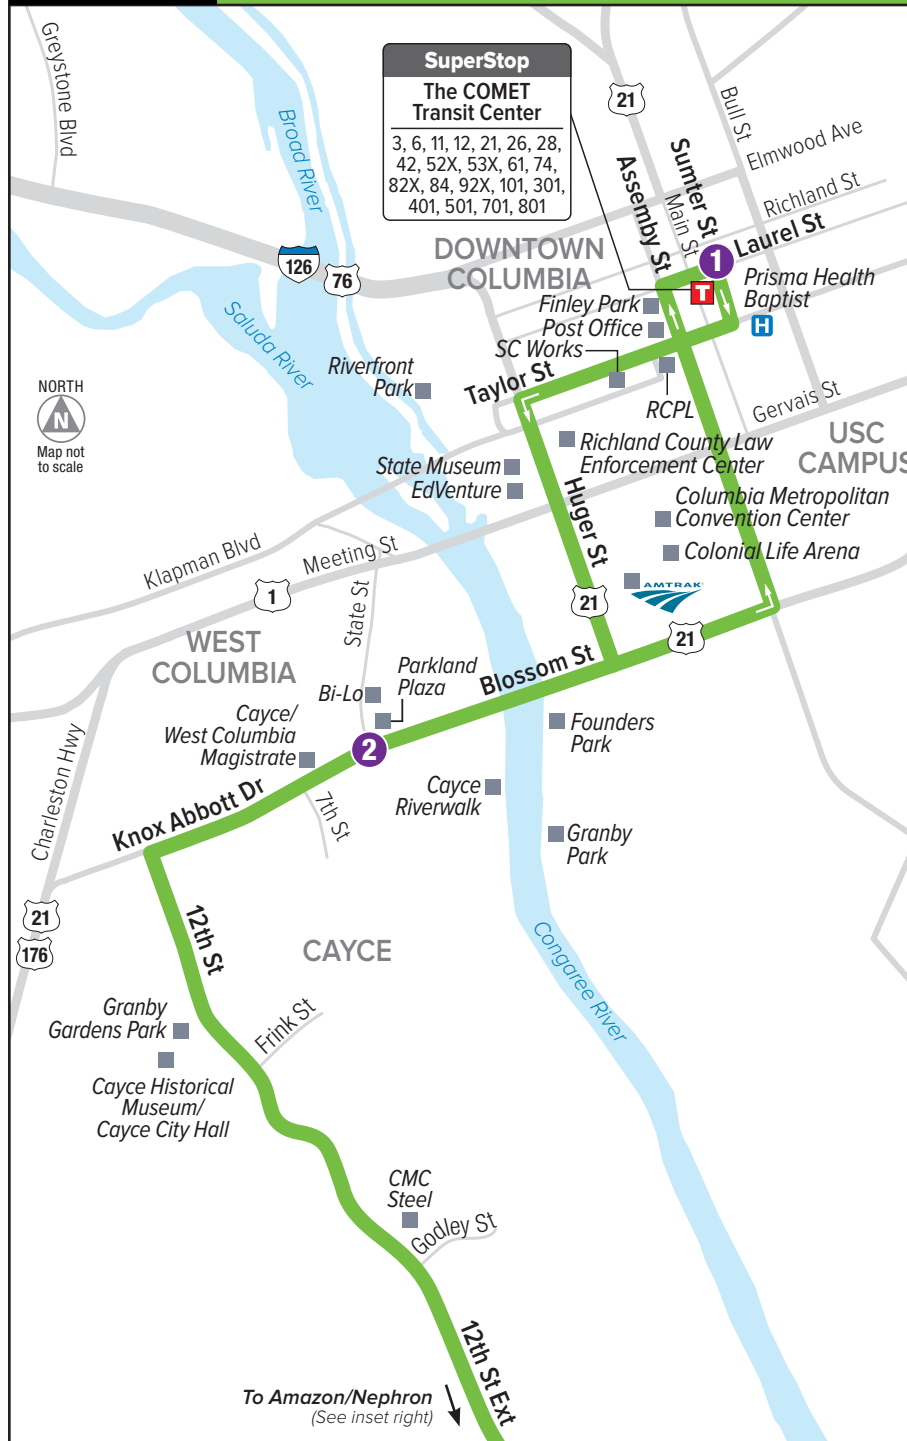 Greystone Blvd
Broad River
SuperStop
The COMET
Transit Center
3, 6, 11, 12, 21, 26, 28,
42, 52X, 53X, 61, 74,
82X, 84, 92X, 101, 301,
401, 501, 701, 801
21
Bull St
Elmwood Ave
Assemby St
Sumter St
Main St
Richland St
Laurel St
1
T
Prisma Health
Baptist
H
126
76
DOWNTOWN
COLUMBIA
Finley Park
Post Office
SC Works
Saluda River
Riverfront
Park
Taylor St
RCPL
Gervais St
NORTH
N
Map not
to scale
USC
CAMPUS
Richland County Law
Enforcement Center
State Museum
EdVenture
Huger St
Columbia Metropolitan
Convention Center
Colonial Life Arena
AMTRAK
Klapman Blvd
Meeting St
1
State St
21
21
WEST
COLUMBIA
Blossom St
Parkland
Plaza
Bi-Lo
Cayce/
West Columbia
Magistrate
2
Founders
Park
Charleston Hwy
Knox Abbott Dr
7th St
Cayce
Riverwalk
Granby
Park
21
176
12th St
CAYCE
Congaree River
Granby
Gardens Park
Frink St
Cayce Historical
Museum/
Cayce City Hall
CMC
Steel
Godley St
12th St Ext
To Amazon/Nephron
(See inset right)